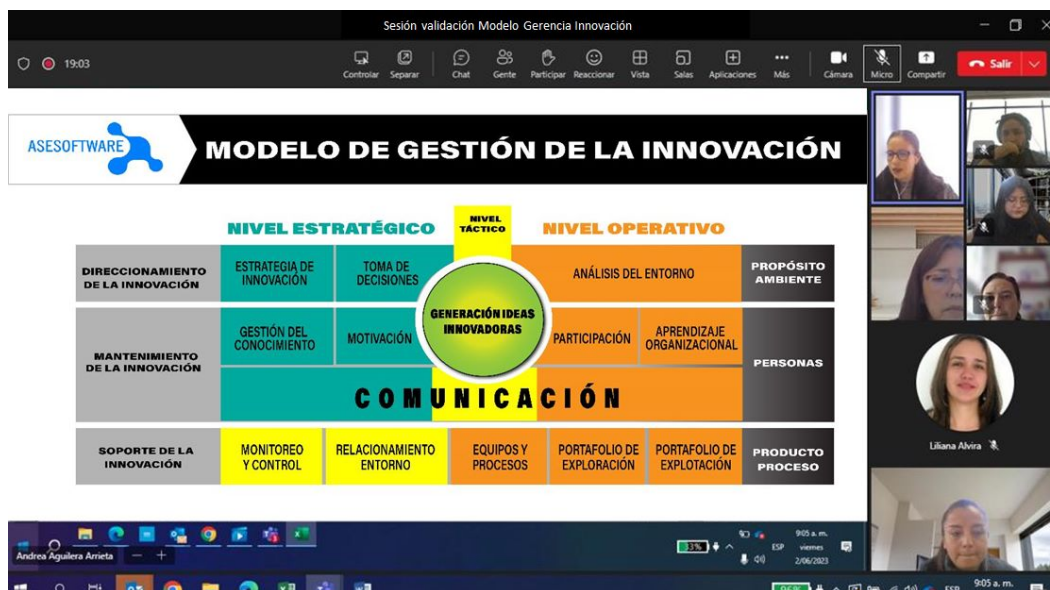 Sesión validación Modelo Gerencia Innovación
19:03
Controlar Separar Chat Gente Participar Reaccionar Vista Salas Aplicaciones Más Cámara Micro Compartir Salir
ASESOFTWARE
MODELO DE GESTIÓN DE LA INNOVACIÓN
NIVEL ESTRATÉGICO
NIVEL
TÁCTICO
NIVEL OPERATIVO
DIRECCIONAMIENTO
DE LA INNOVACIÓN
ESTRATEGIA DE
INNOVACIÓN
TOMA DE
DECISIONES
ANÁLISIS DEL ENTORNO
PROPÓSITO
AMBIENTE
GENERACIÓN IDEAS
INNOVADORAS
MANTENIMIENTO
DE LA INNOVACIÓN
GESTIÓN DEL
CONOCIMIENTO
MOTIVACIÓN
PARTICIPACIÓN
APRENDIZAJE
ORGANIZACIONAL
PERSONAS
COMUNICACIÓN
SOPORTE DE LA
INNOVACIÓN
MONITOREO
Y CONTROL
RELACIONAMIENTO
ENTORNO
EQUIPOS Y
PROCESOS
PORTAFOLIO DE
EXPLORACIÓN
PORTAFOLIO DE
EXPLOTACIÓN
PRODUCTO
PROCESO
Liliana Alvira
Andrea Aguilera Arrieta
33%
ESP
9:05 a. m.
viernes
2/06/2023
96%
ESP
9:05 a. m.